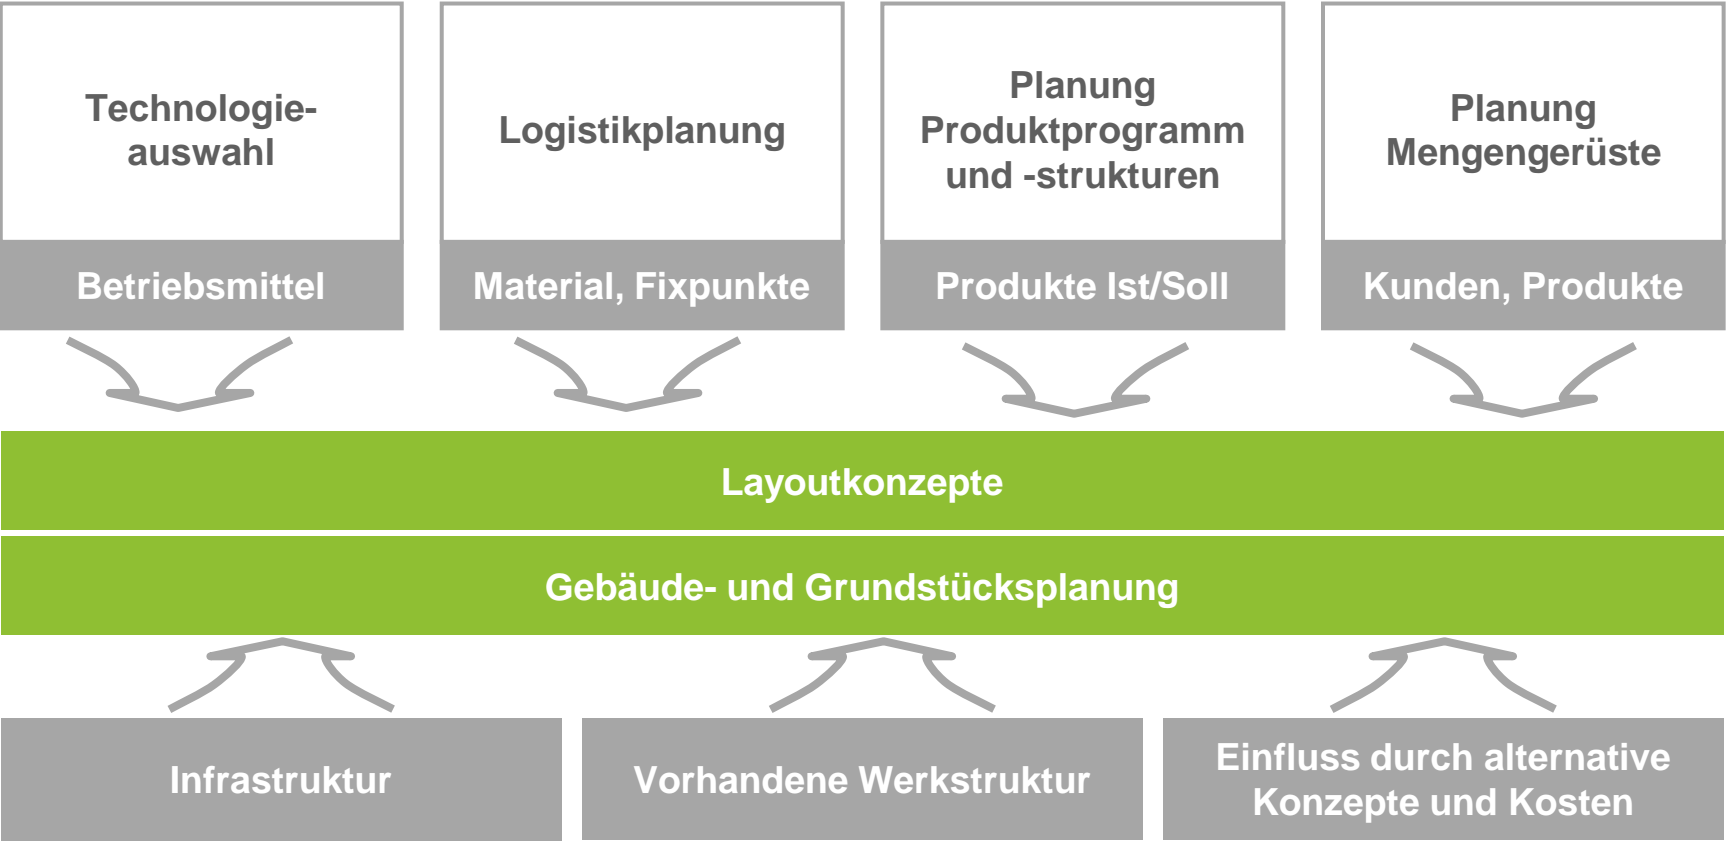 Technologie-
auswahl
Betriebsmittel
Logistikplanung
Material, Fixpunkte
Planung
Produktprogramm
und -strukturen
Produkte Ist/Soll
Planung
Mengengerüste
Kunden, Produkte
Layoutkonzepte
Gebäude- und Grundstücksplanung
Infrastruktur
Vorhandene Werkstruktur
Einfluss durch alternative
Konzepte und Kosten